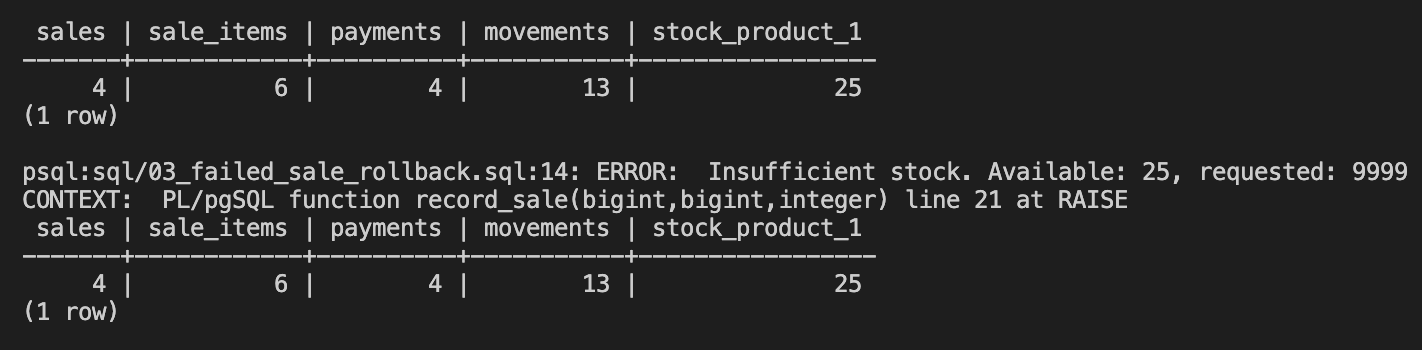 sales | sale_items | payments | movements | stock_product_1
-------+------------+----------+-----------+-----------------
     4 |          6 |        4 |        13 |              25
(1 row)

psql:sql/03_failed_sale_rollback.sql:14: ERROR:  Insufficient stock. Available: 25, requested: 9999
CONTEXT:  PL/pgSQL function record_sale(bigint,bigint,integer) line 21 at RAISE
 sales | sale_items | payments | movements | stock_product_1
-------+------------+----------+-----------+-----------------
     4 |          6 |        4 |        13 |              25
(1 row)